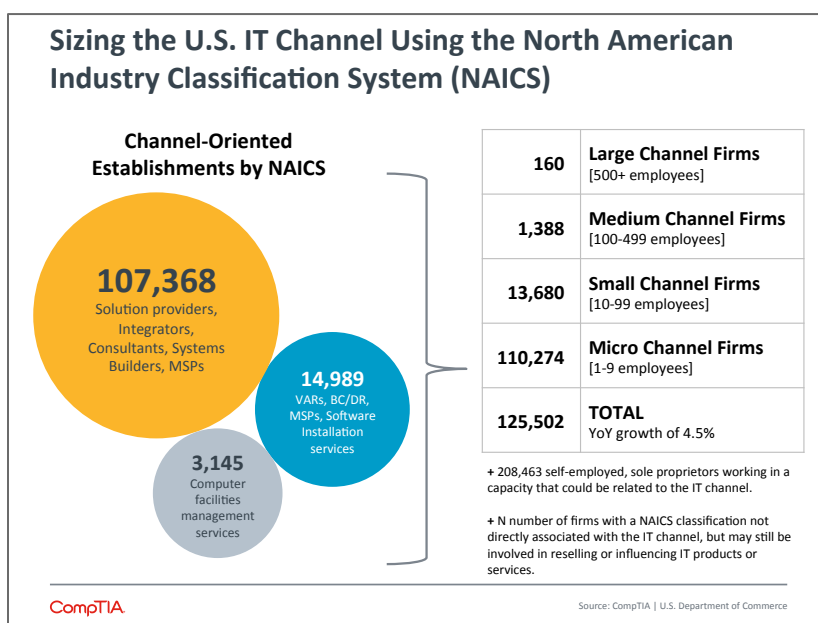 Sizing the U.S. IT Channel Using the North American
Industry Classification System (NAICS)
Channel-Oriented
Establishments by NAICS
107,368
Solution providers,
Integrators,
Consultants, Systems
Builders, MSPs
14,989
VARs, BC/DR,
MSPs, Software
Installation
services
3,145
Computer
facilities
management
services
160
Large Channel Firms
[500+ employees]
1,388
Medium Channel Firms
[100-499 employees]
13,680
Small Channel Firms
[10-99 employees]
110,274
Micro Channel Firms
[1-9 employees]
125,502
TOTAL
YoY growth of 4.5%
+ 208,463 self-employed, sole proprietors working in a
capacity that could be related to the IT channel.
+ N number of firms with a NAICS classification not
directly associated with the IT channel, but may still be
involved in reselling or influencing IT products or
services.
CompTIA.
Source: CompTIA | U.S. Department of Commerce